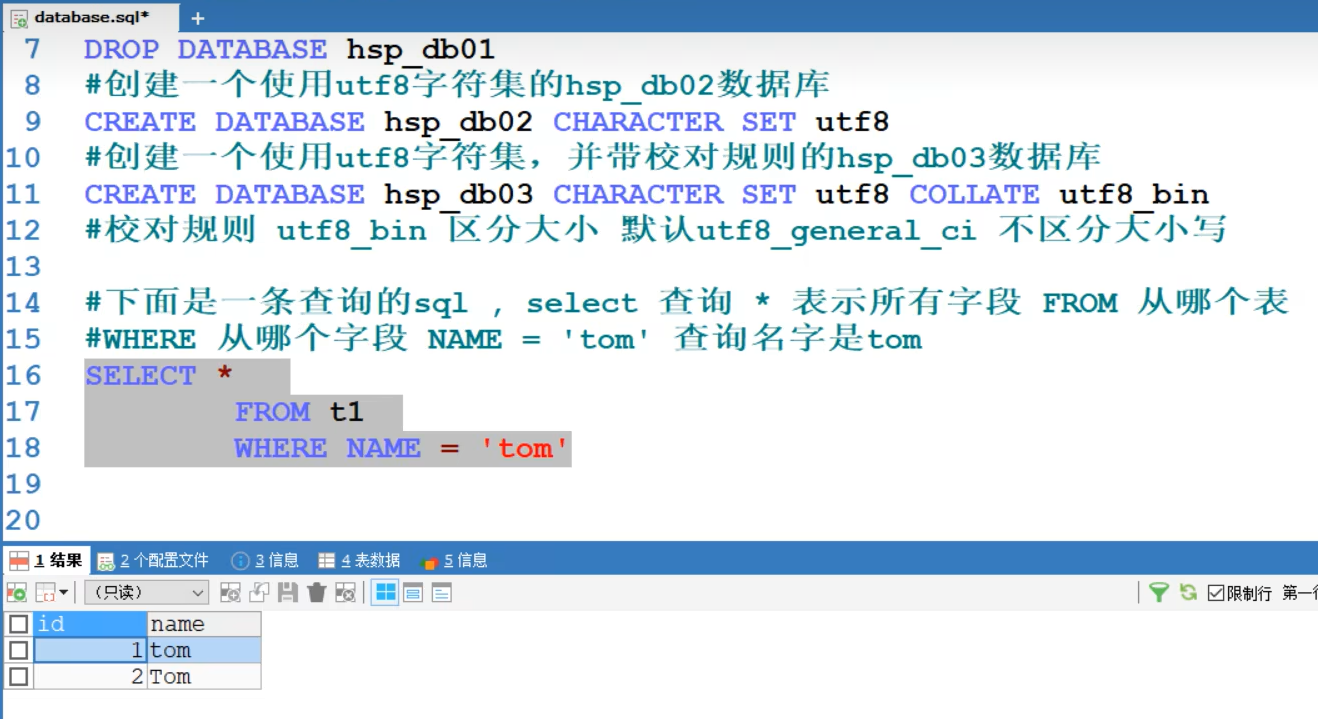 database.sql* +
7 DROP DATABASE hsp_db01
8 #创建一个使用utf8字符集的hsp_db02数据库
9 CREATE DATABASE hsp_db02 CHARACTER SET utf8
10 #创建一个使用utf8字符集，并带校对规则的hsp_db03数据库
11 CREATE DATABASE hsp_db03 CHARACTER SET utf8 COLLATE utf8_bin
12 #校对规则 utf8_bin 区分大小 默认utf8_general_ci 不区分大小写
13
14 #下面是一条查询的sql , select 查询 * 表示所有字段 FROM 从哪个表
15 #WHERE 从哪个字段 NAME = 'tom' 查询名字是tom
16 SELECT *
17 FROM t1
18 WHERE NAME = 'tom'
19
20
1 结果 2 个配置文件 3 信息 4 表数据 5 信息
（只读） 限制行 第一行
id name
1 tom
2 Tom